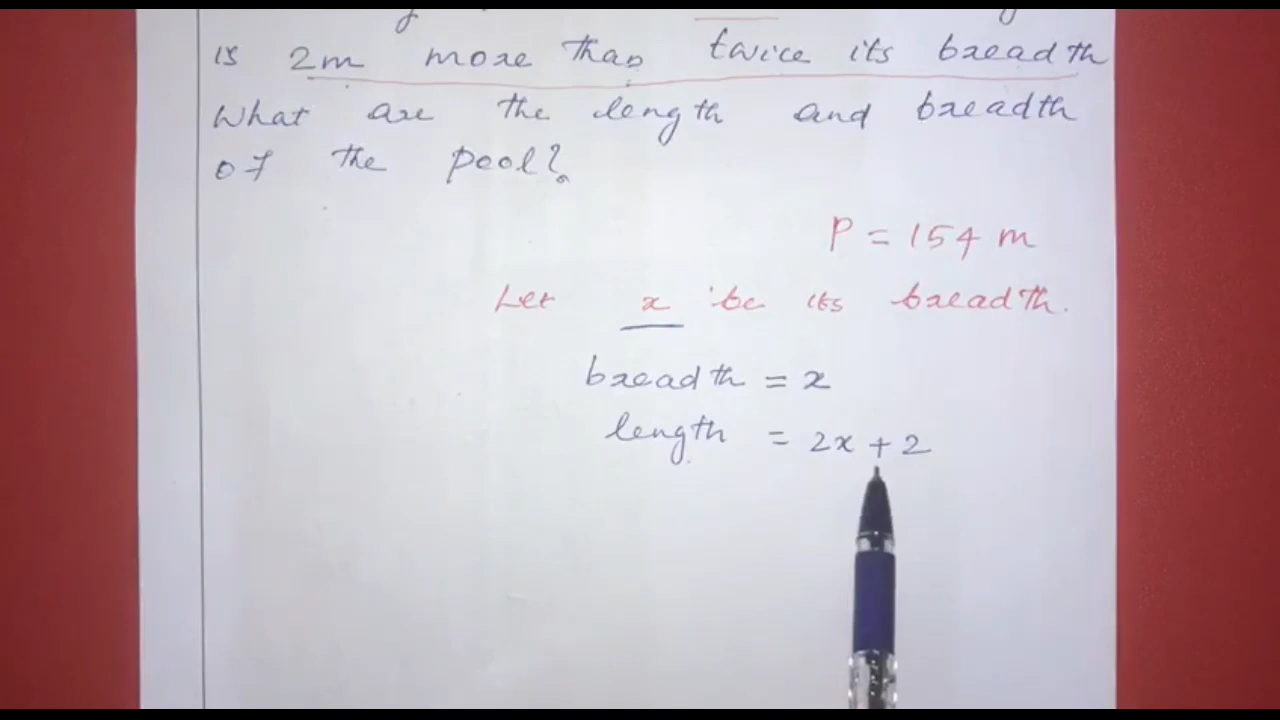 is 2m more than twice its breadth
What are the length and breadth
of the pool?
P = 154 m
Let x be its breadth.
breadth = x
length = 2x + 2